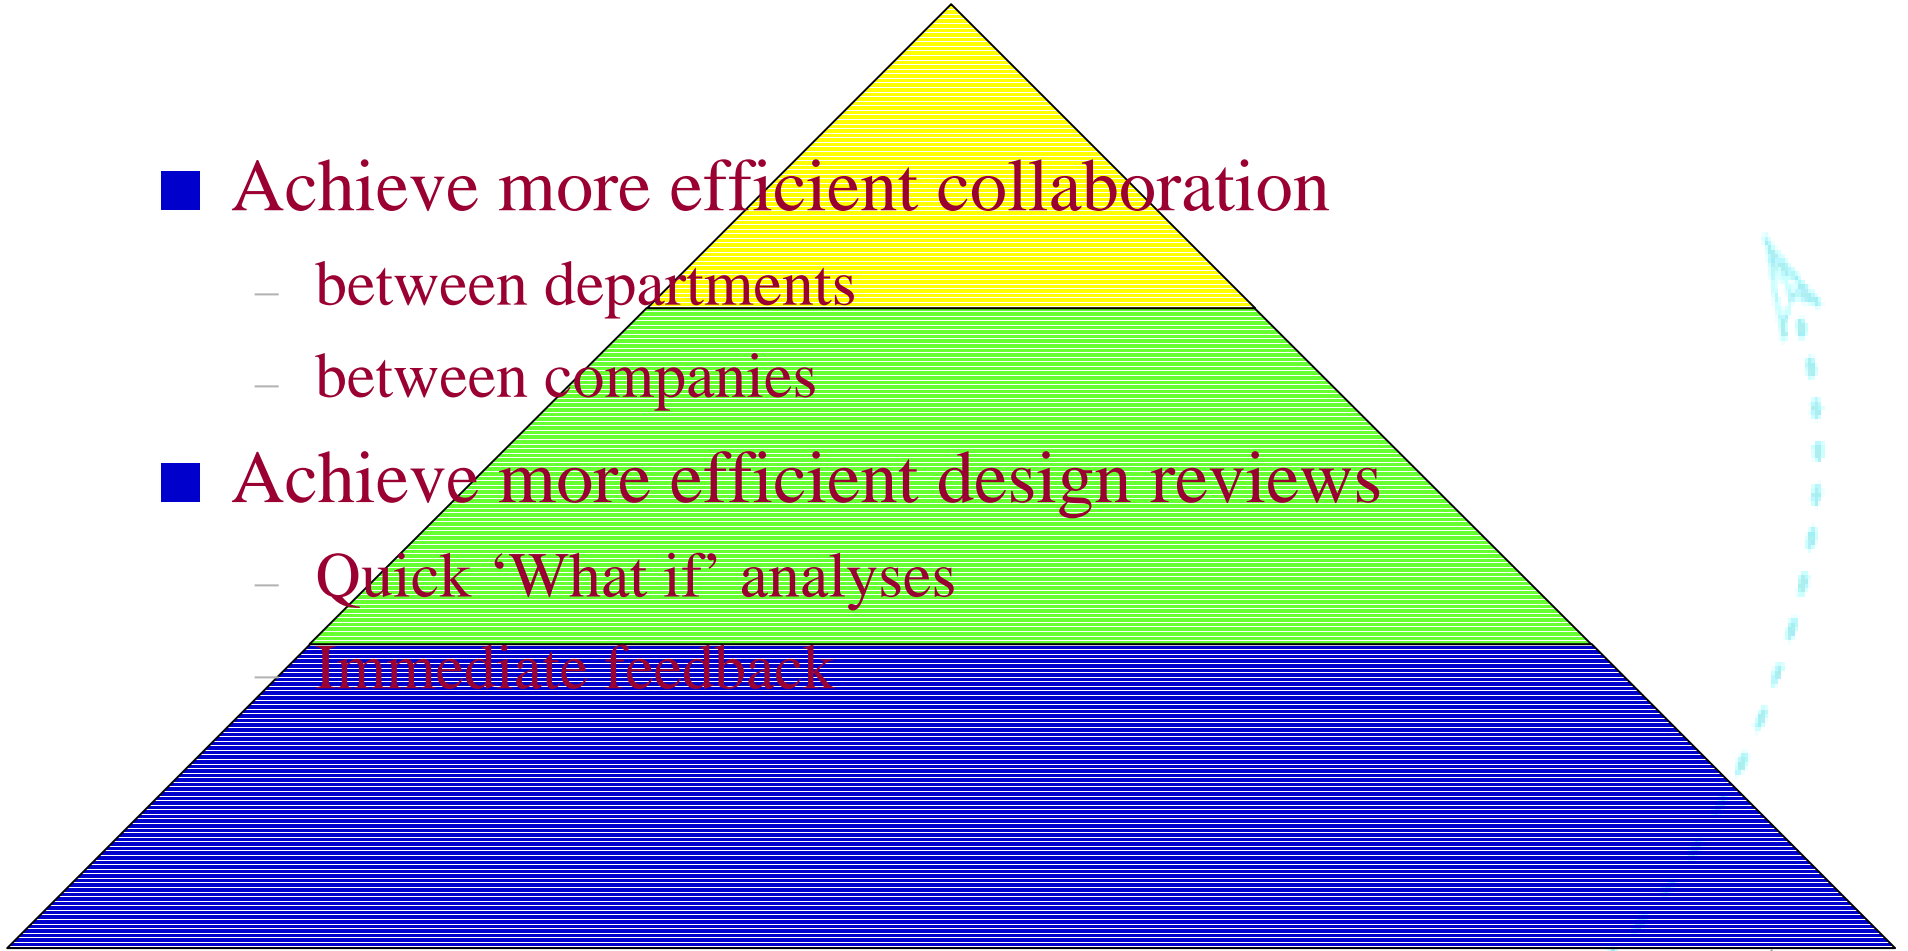 ■ Achieve more efficient collaboration
– between departments
– between companies
■ Achieve more efficient design reviews
– Quick ‘What if’ analyses
– Immediate feedback